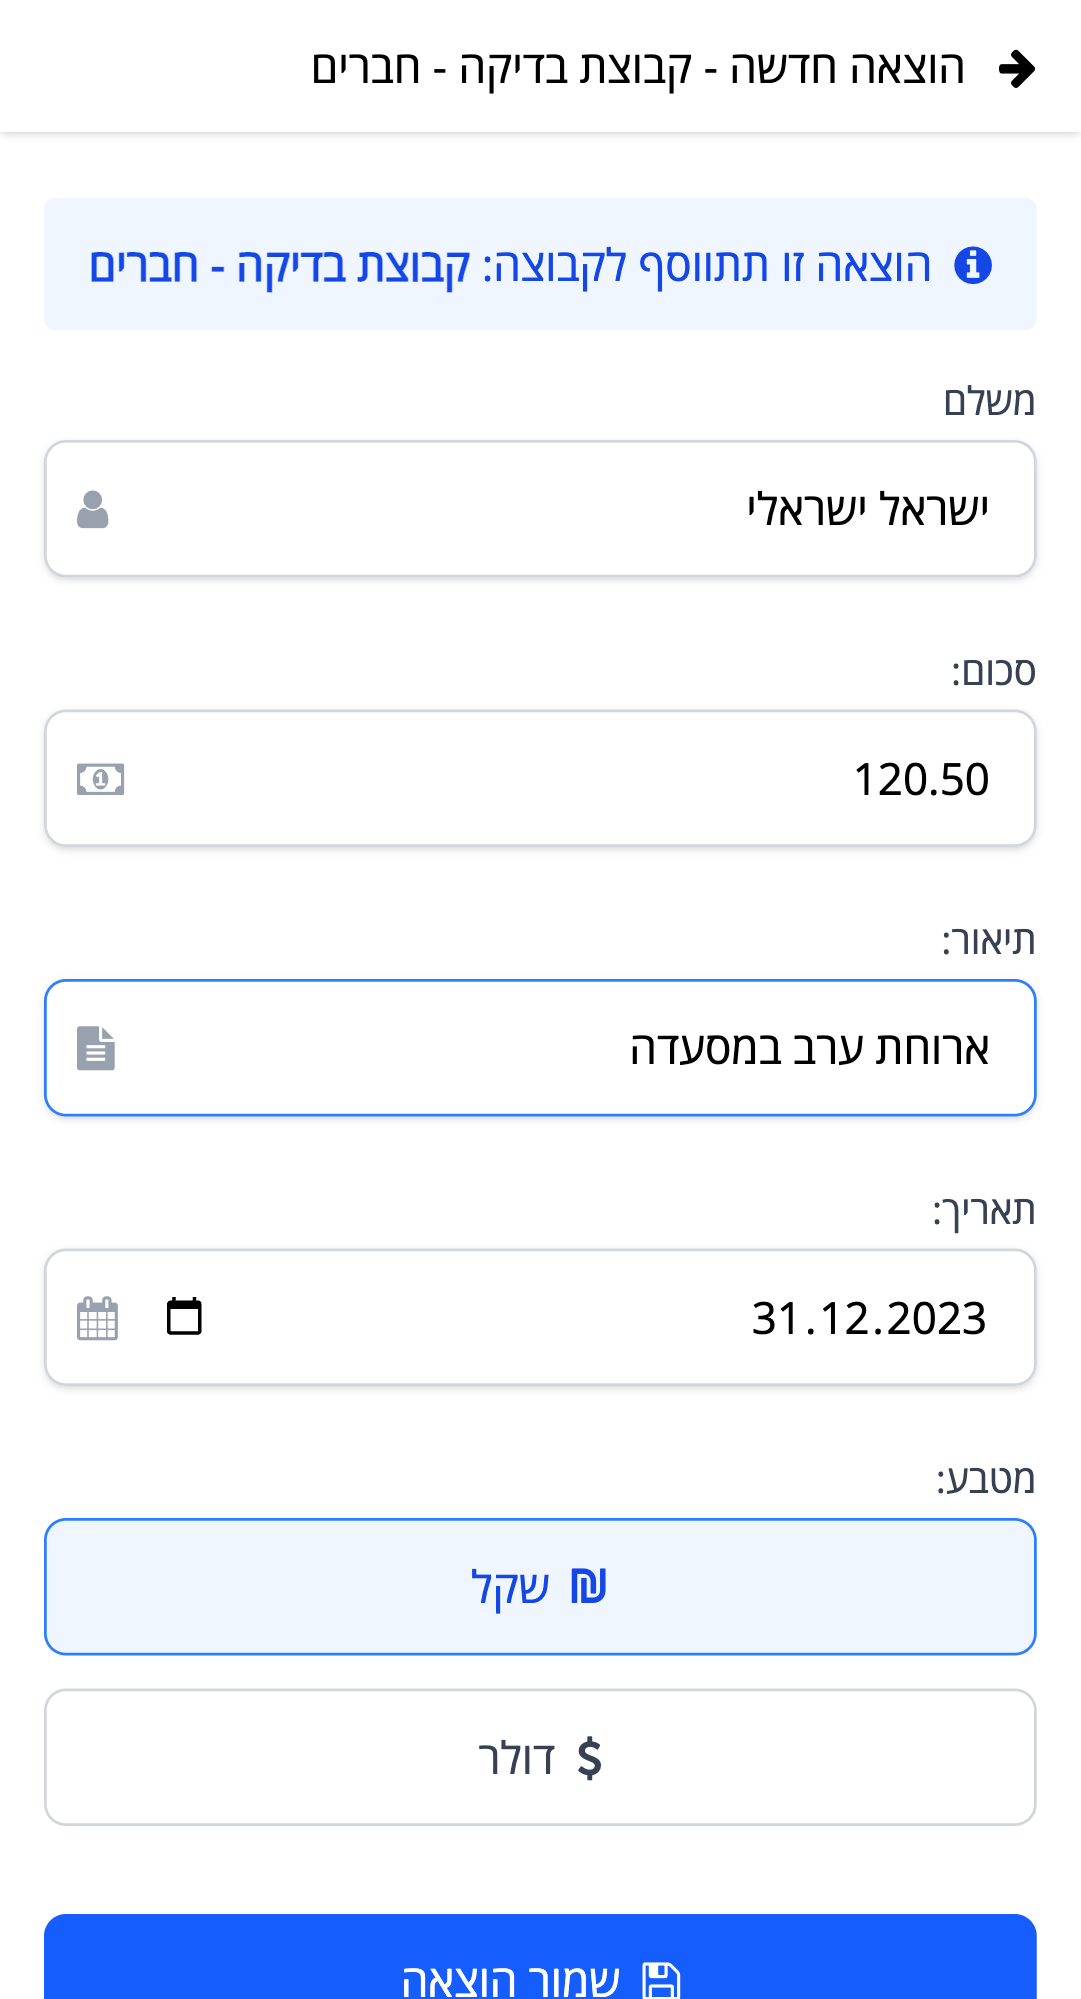 הוצאה חדשה - קבוצת בדיקה - חברים
הוצאה זו תתווסף לקבוצה: קבוצת בדיקה - חברים
משלם
ישראל ישראלי
סכום:
120.50
תיאור:
ארוחת ערב במסעדה
תאריך:
31.12.2023
מטבע:
₪ שקל
$ דולר
שמור הוצאה